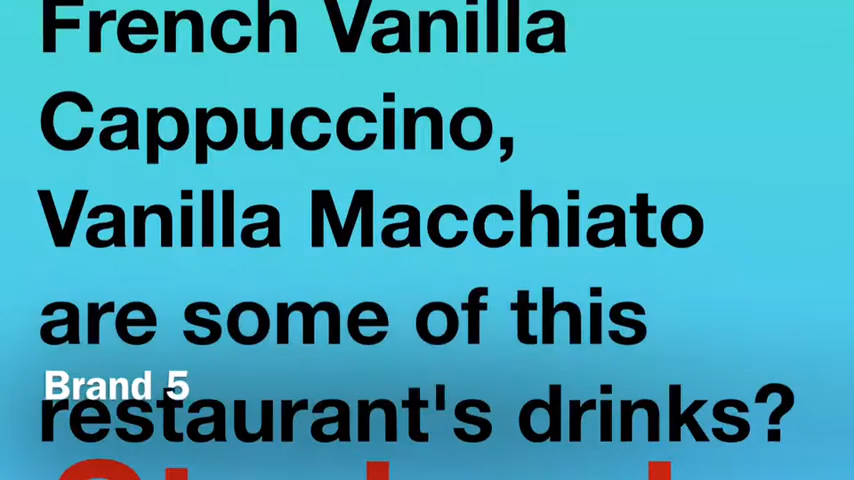 French Vanilla
Cappuccino,
Vanilla Macchiato
are some of this
Brand 5
restaurant's drinks?